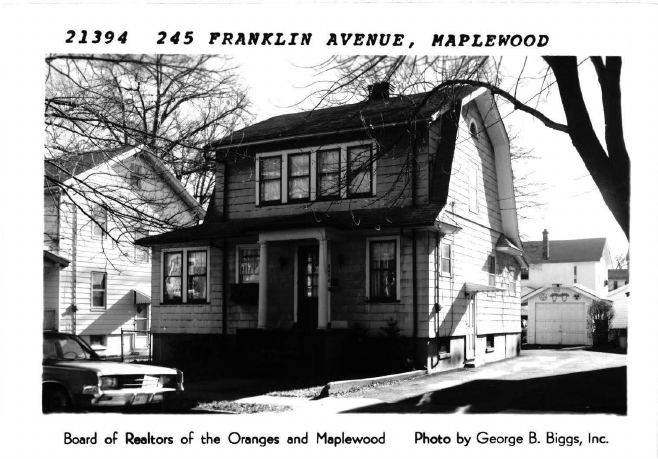 21394 245 FRANKLIN AVENUE, MAPLEWOOD
Board of Realtors of the Oranges and Maplewood Photo by George B. Biggs, Inc.